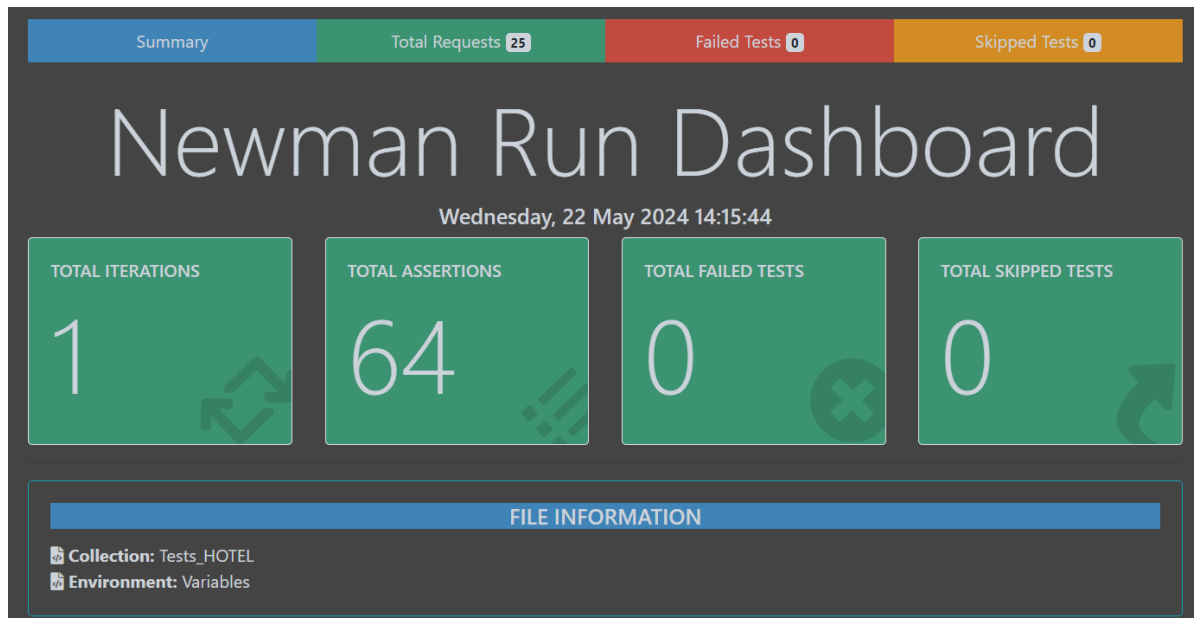 Summary
Total Requests 25
Failed Tests 0
Skipped Tests 0
Newman Run Dashboard
Wednesday, 22 May 2024 14:15:44
TOTAL ITERATIONS
1
TOTAL ASSERTIONS
64
TOTAL FAILED TESTS
0
TOTAL SKIPPED TESTS
0
FILE INFORMATION
Collection: Tests_HOTEL
Environment: Variables